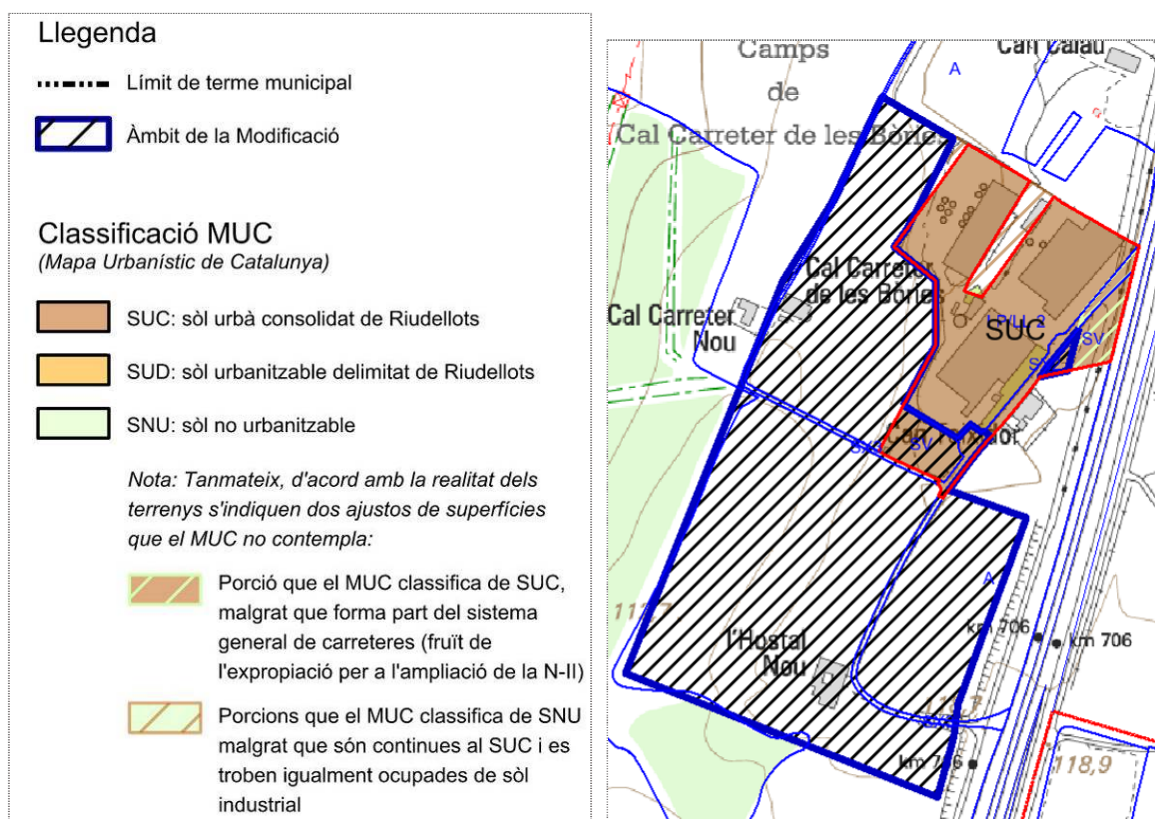 Llegenda
Límit de terme municipal
Àmbit de la Modificació
Classificació MUC
(Mapa Urbanístic de Catalunya)
SUC: sòl urbà consolidat de Riudellots
SUD: sòl urbanitzable delimitat de Riudellots
SNU: sòl no urbanitzable
Nota: Tanmateix, d'acord amb la realitat dels
terrenys s'indiquen dos ajustos de superfícies
que el MUC no contempla:
Porció que el MUC classifica de SUC,
malgrat que forma part del sistema
general de carreteres (fruït de
l'expropiació per a l'ampliació de la N-II)
Porcions que el MUC classifica de SNU
malgrat que són continues al SUC i es
troben igualment ocupades de sòl
industrial
Camps
de
Cal Carreter de les Bòries
Can Calau
A
Cal Carreter
de les Bòries
Cal Carreter
Nou
SUC
SV
SV
A
l'Hostal
Nou
km 706
km 706
118,9